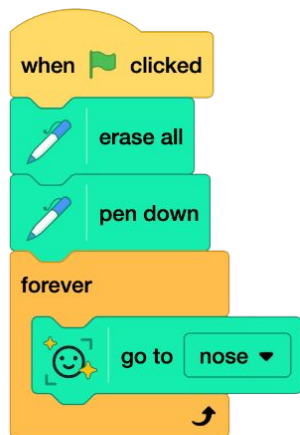 when clicked
erase all
pen down
forever
go to nose